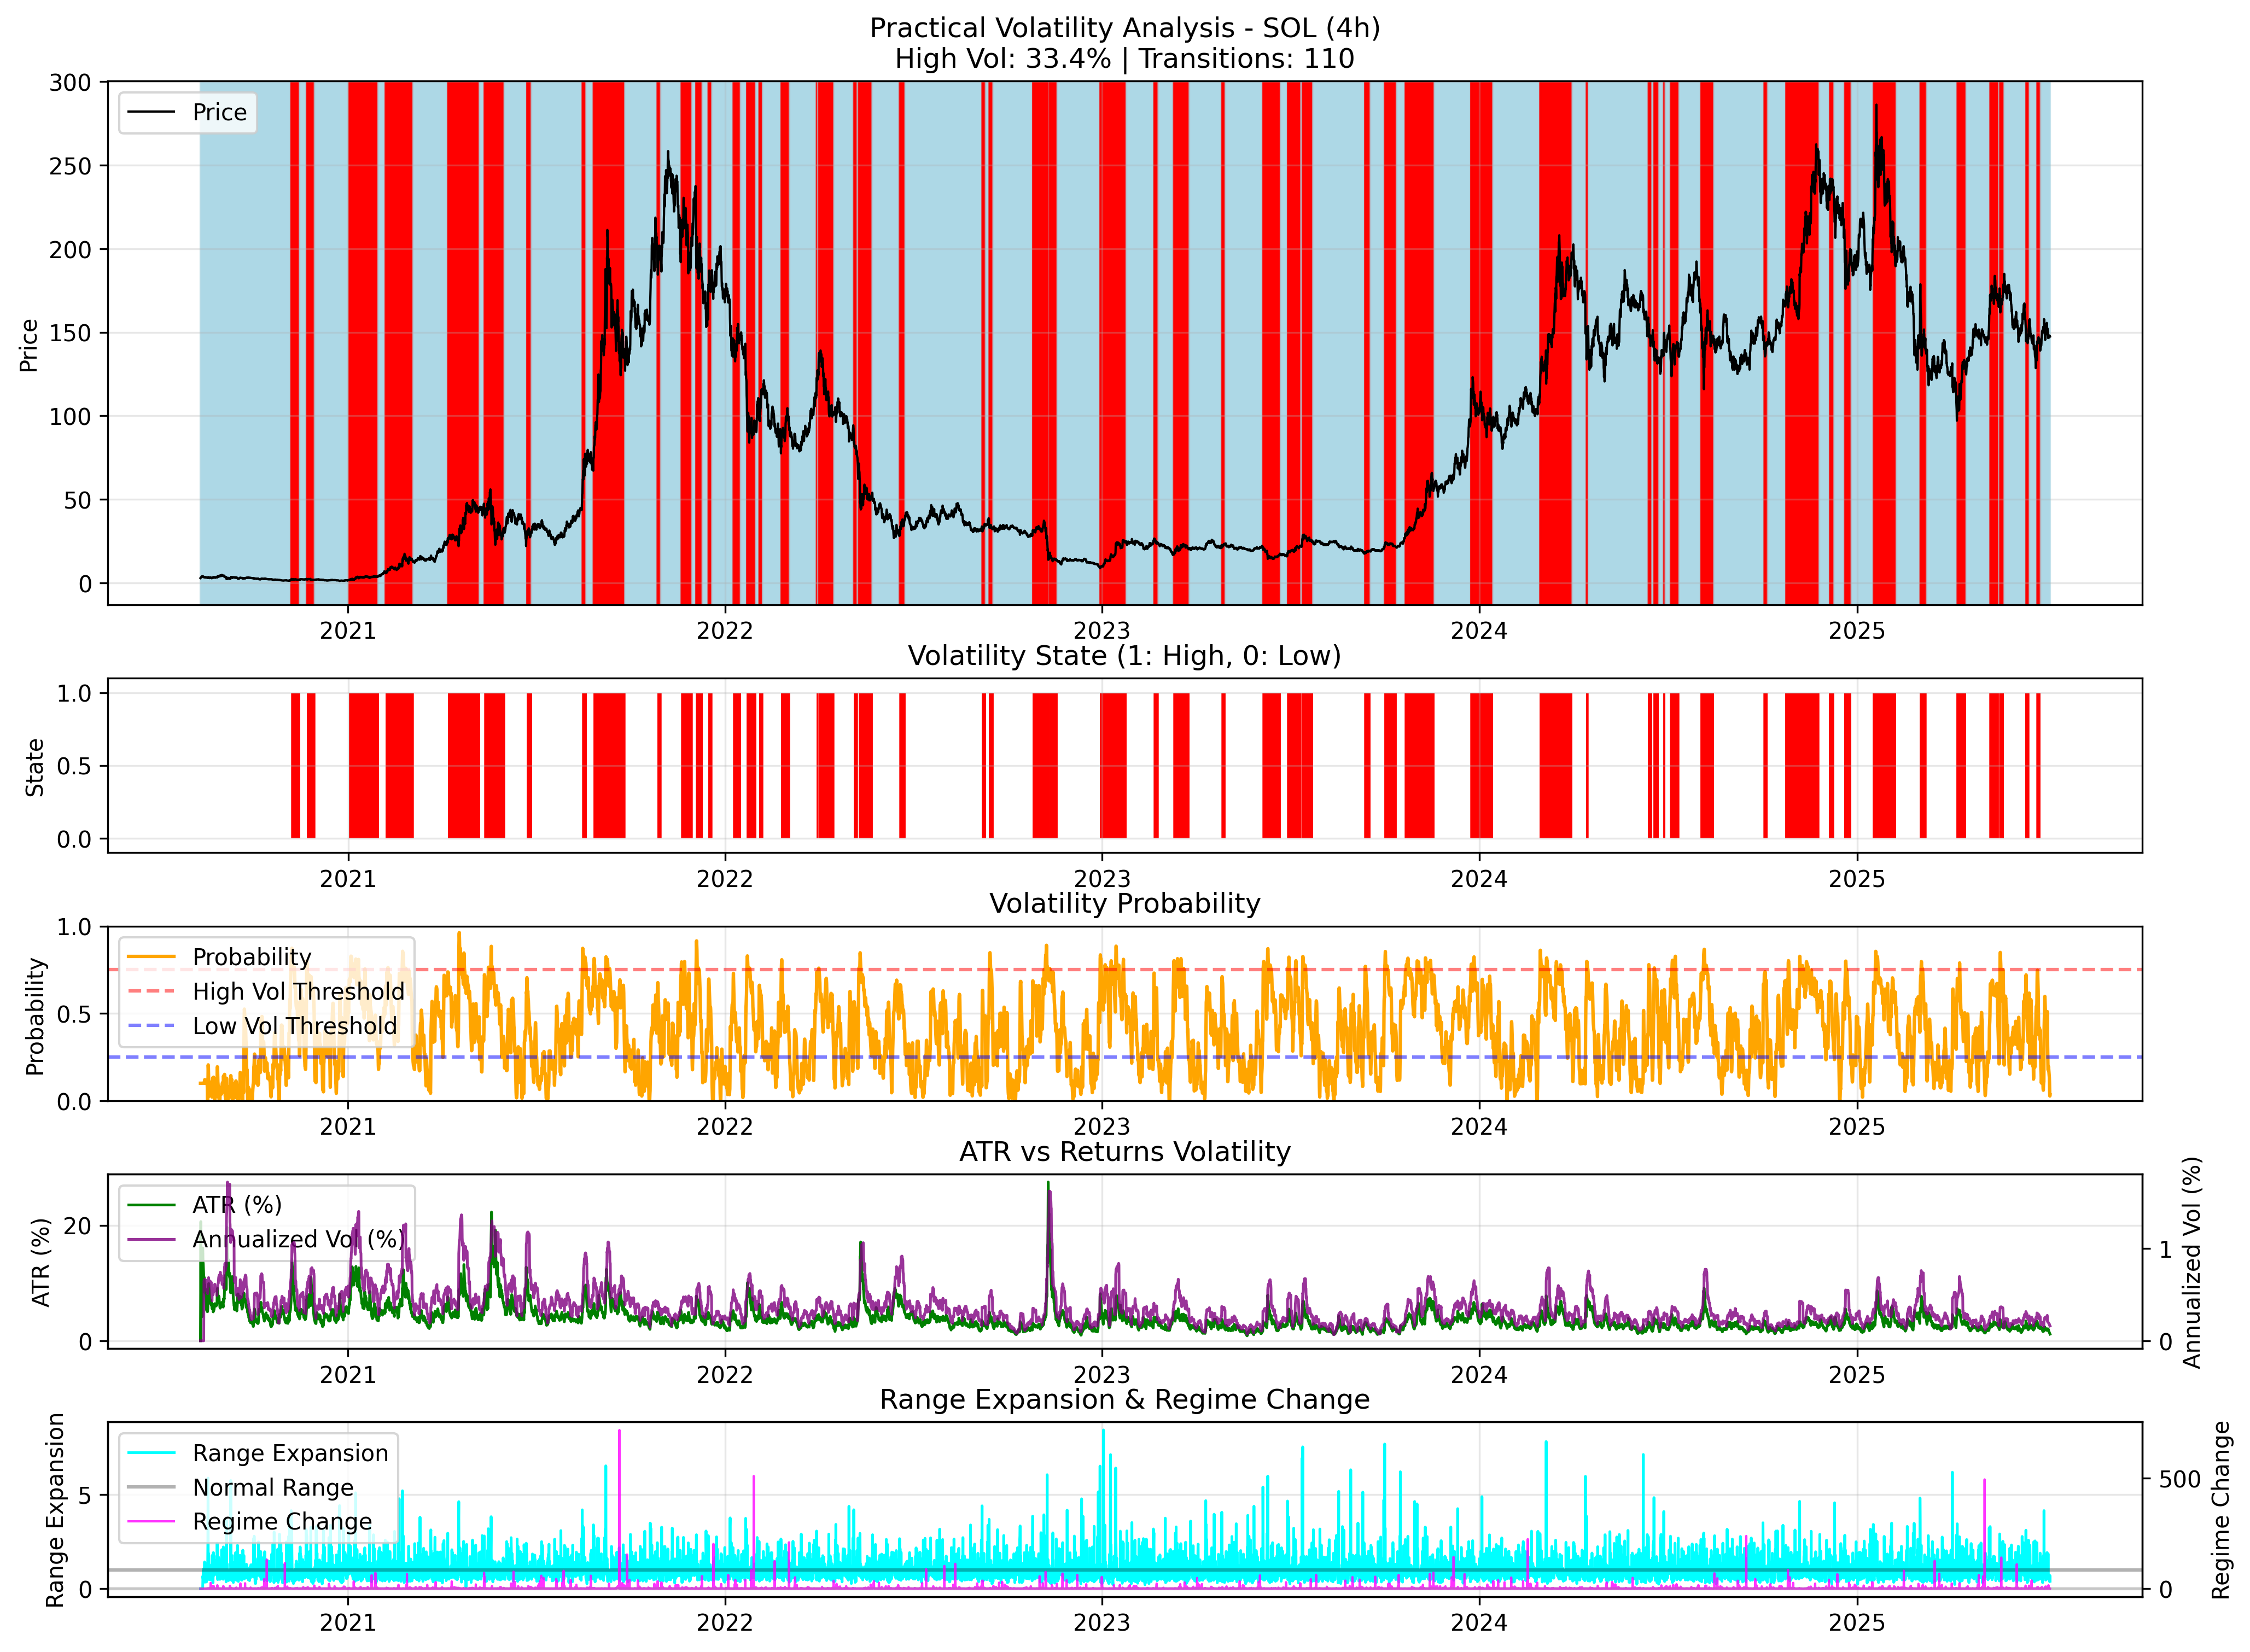 Practical Volatility Analysis - SOL (4h)
High Vol: 33.4% | Transitions: 110
Price
300
250
200
150
100
50
0
Price
2021 2022 2023 2024 2025
Volatility State (1: High, 0: Low)
1.0
0.5
0.0
State
2021 2022 2023 2024 2025
Volatility Probability
1.0
0.5
0.0
Probability
Probability
High Vol Threshold
Low Vol Threshold
2021 2022 2023 2024 2025
ATR vs Returns Volatility
20
0
ATR (%)
ATR (%)
Annualized Vol (%)
1
0
Annualized Vol (%)
2021 2022 2023 2024 2025
Range Expansion & Regime Change
5
0
Range Expansion
Range Expansion
Normal Range
Regime Change
500
0
Regime Change
2021 2022 2023 2024 2025